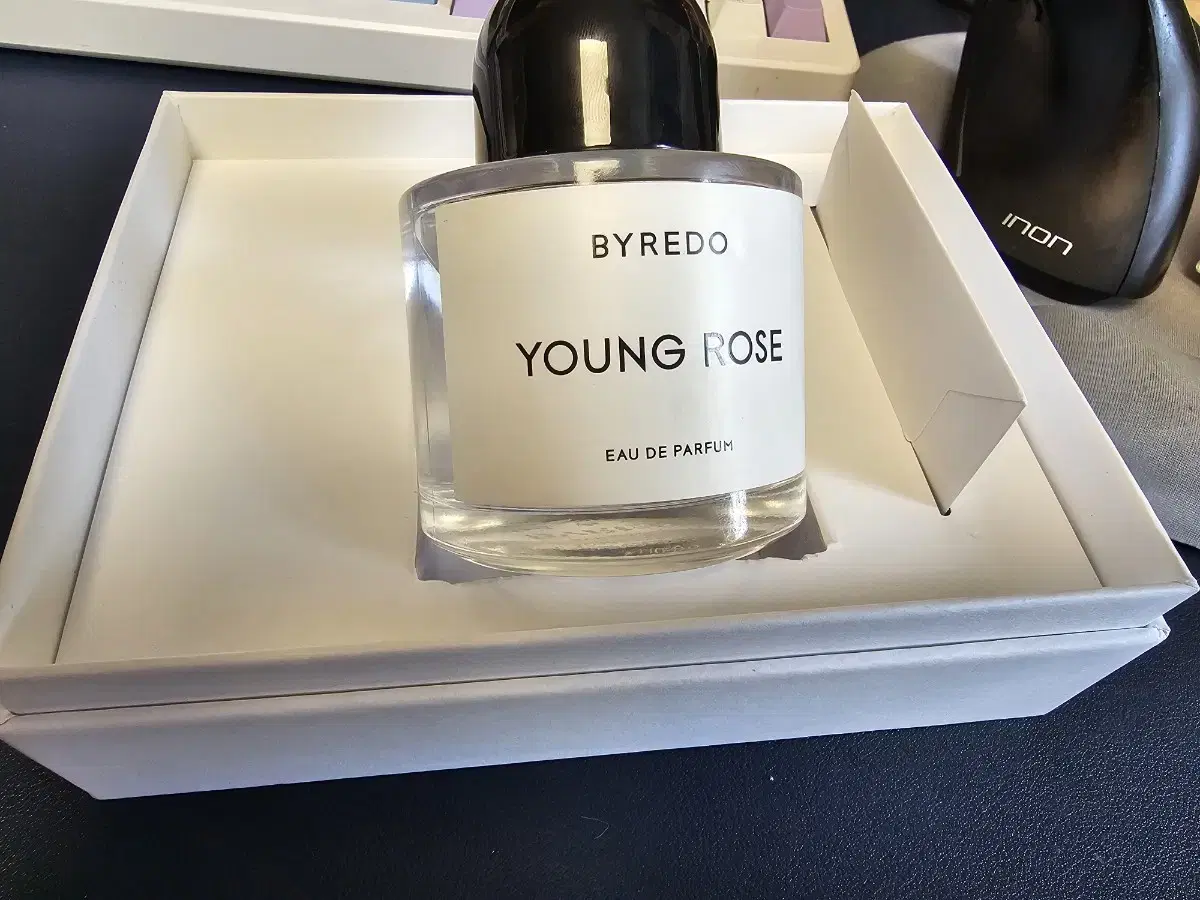 BYREDO
YOUNG ROSE
EAU DE PARFUM
inon